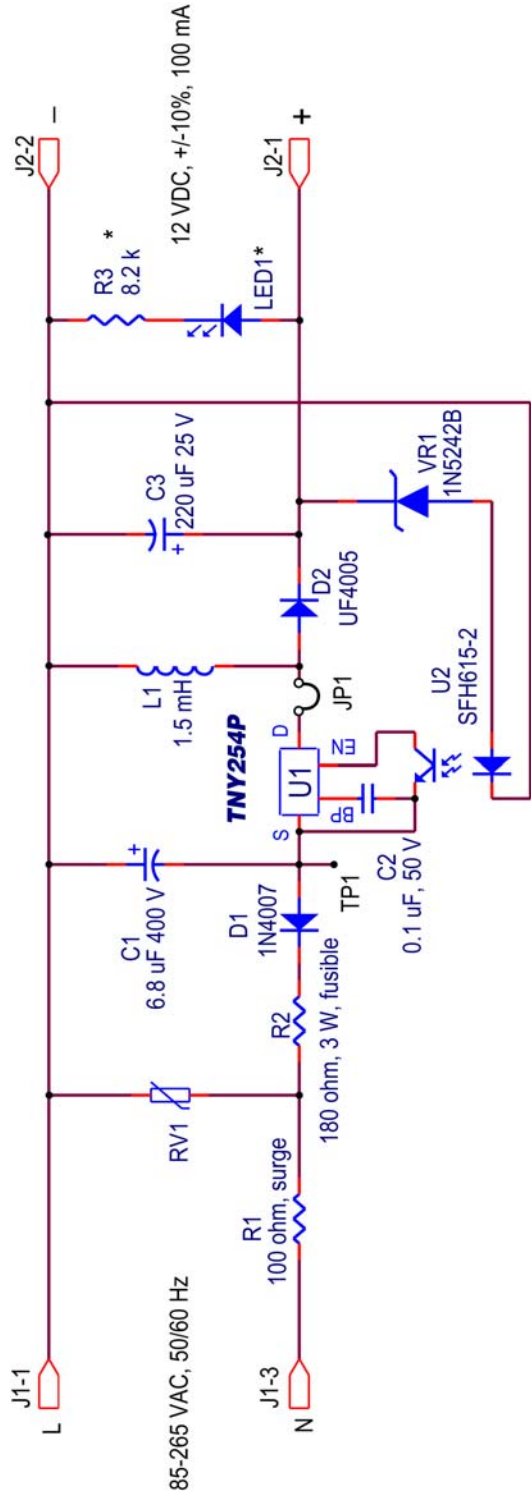 J1-1
L
85-265 VAC, 50/60 Hz
N
J1-3
R1
100 ohm, surge
RV1
R2
180 ohm, 3 W, fusible
C1
6.8 uF 400 V
+
D1
1N4007
TP1
TNY254P
S
U1
D
BP
EN
C2
0.1 uF, 50 V
JP1
L1
1.5 mH
U2
SFH615-2
D2
UF4005
C3
220 uF 25 V
+
VR1
1N5242B
R3
8.2 k
*
LED1*
12 VDC, +/-10%, 100 mA
J2-2
–
J2-1
+